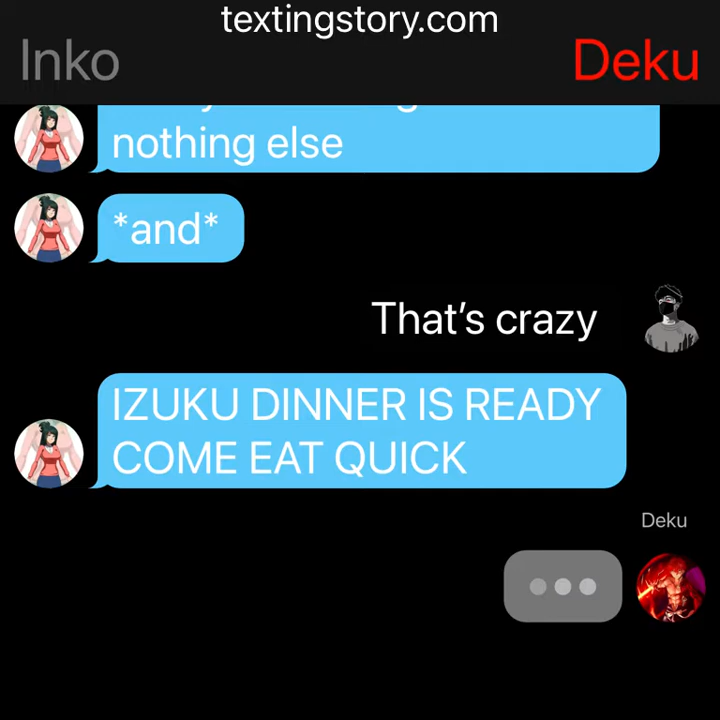 textingstory.com
Inko
Deku
nothing else
*and*
That's crazy
IZUKU DINNER IS READY
COME EAT QUICK
Deku